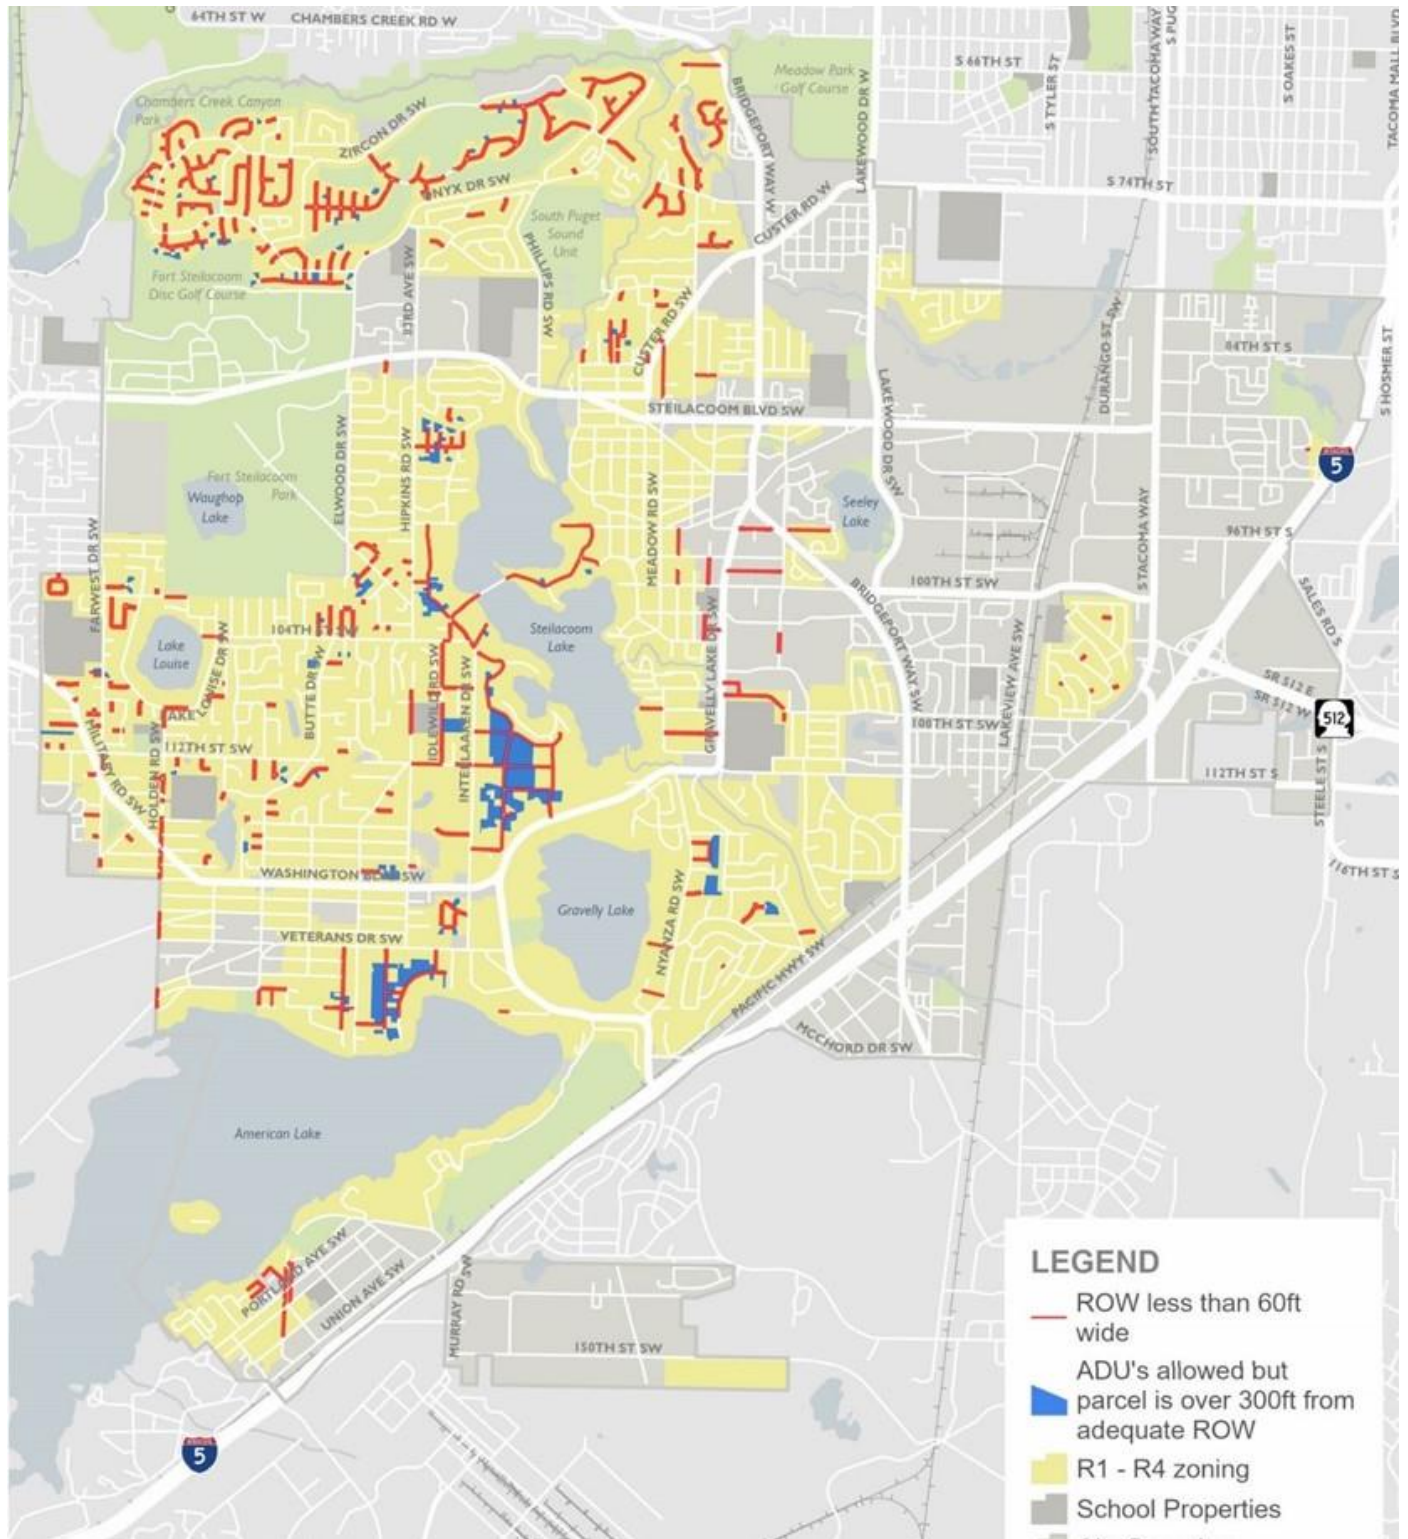 64TH ST W
CHAMBERS CREEK RD W
S 66TH ST
S TYLER ST
SOUTH TACOMA WAY
S PUG
S OAKES ST
TACOMA MALL BLVD
Meadow Park
Golf Course
BRIDGEPORT WAY W
LAKEWOOD DR W
Chambers Creek Canyon
Park
ZIRCON DR SW
ONYX DR SW
S 74TH ST
CUSTER RD W
South Puget
Sound
Unit
PHILLIPS RD SW
83RD AVE SW
Fort Steilacoom
Disc Golf Course
CUSTER RD SW
DURANGO ST SW
84TH ST S
S HOSMER ST
LAKEWOOD DR SW
STEILACOOM BLVD SW
ELWOOD DR SW
HIPKINS RD SW
Fort Steilacoom
Park
Waughop
Lake
MEADOW RD SW
Seeley
Lake
5
S TACOMA WAY
96TH ST S
FARWEST DR SW
100TH ST SW
BRIDGEPORT WAY SW
SALES RD S
104TH ST SW
Steilacoom
Lake
Lake
Louise
LOUISE DR SW
LAKE
BUTTE DR SW
IDLEWILD RD SW
INTERLAAKEN DR SW
GRAVELLY LAKE DR SW
LAKEVIEW AVE SW
SR 512 E
SR 512 W
512
108TH ST SW
112TH ST SW
MILITARY RD SW
HOLDEN RD SW
112TH ST S
STEELE ST S
116TH ST S
WASHINGTON BLVD SW
Gravelly Lake
NYANZA RD SW
VETERANS DR SW
PACIFIC HWY SW
MCCHORD DR SW
American Lake
PORTLAND AVE SW
UNION AVE SW
MURRAY RD SW
150TH ST SW
5
LEGEND
ROW less than 60ft
wide
ADU's allowed but
parcel is over 300ft from
adequate ROW
R1 - R4 zoning
School Properties